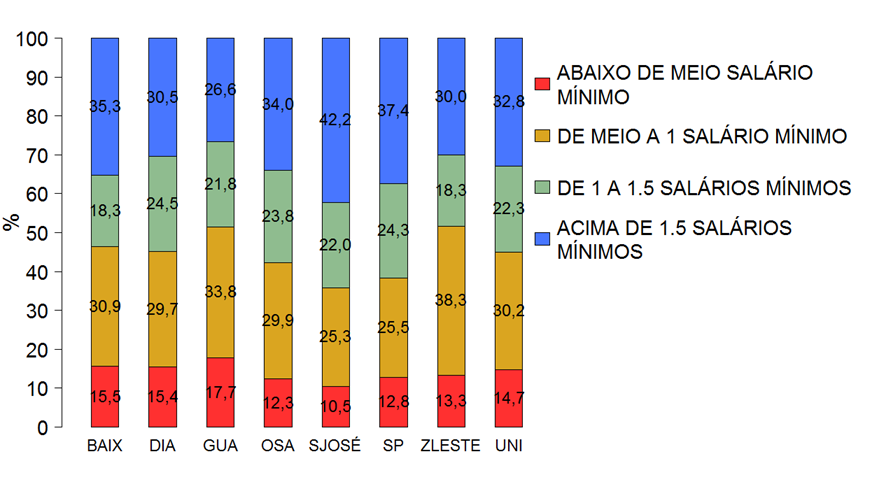 100
90
80
70
60
50
40
30
20
10
0
%
35,3 30,5 26,6 34,0 42,2 37,4 30,0 32,8
18,3 24,5 21,8 23,8 22,0 24,3 18,3 22,3
30,9 29,7 33,8 29,9 25,3 25,5 38,3 30,2
15,5 15,4 17,7 12,3 10,5 12,8 13,3 14,7
BAIX DIA GUA OSA SJOSÉ SP ZLESTE UNI
ABAIXO DE MEIO SALÁRIO
MÍNIMO
DE MEIO A 1 SALÁRIO MÍNIMO
DE 1 A 1.5 SALÁRIOS MÍNIMOS
ACIMA DE 1.5 SALÁRIOS
MÍNIMOS